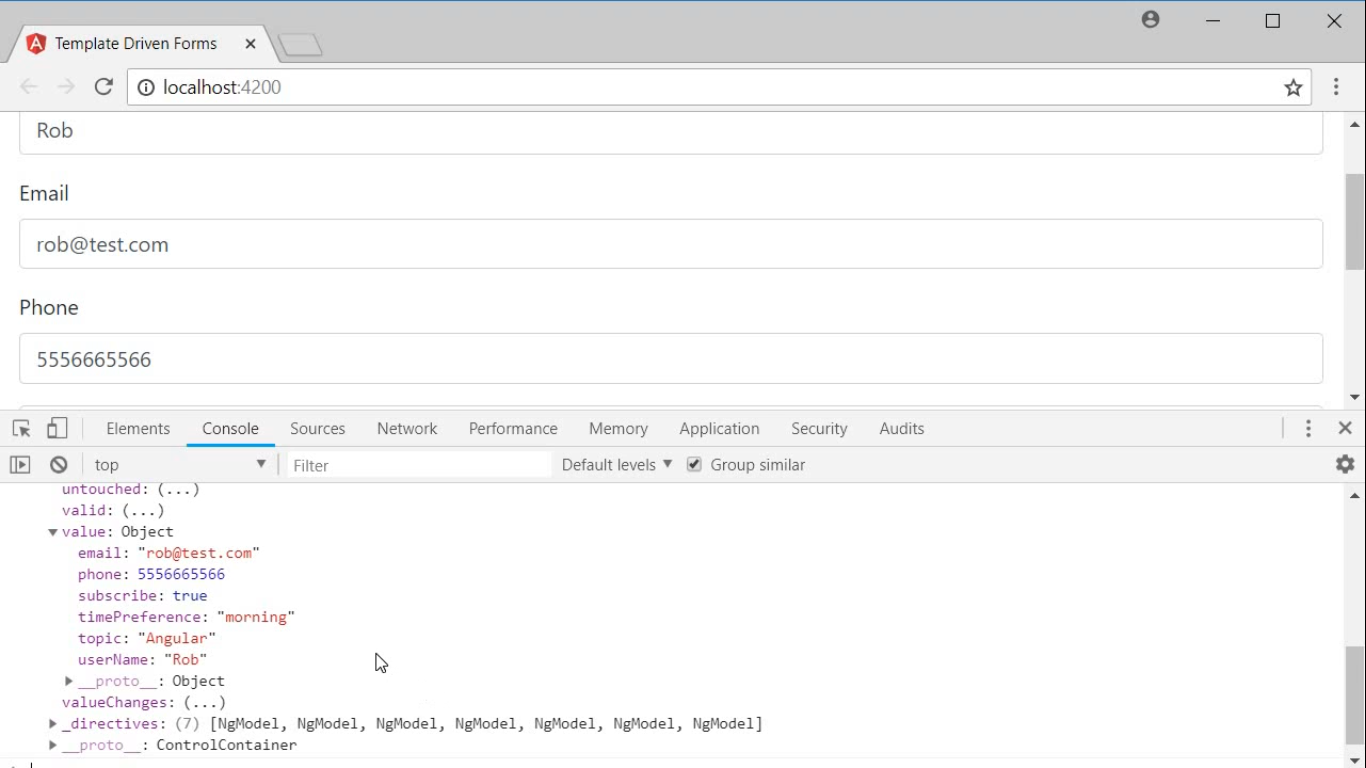 Template Driven Forms
localhost:4200
Rob
Email
rob@test.com
Phone
5556665566
Elements Console Sources Network Performance Memory Application Security Audits
top Filter Default levels Group similar
untouched: (...)
valid: (...)
value: Object
email: "rob@test.com"
phone: 5556665566
subscribe: true
timePreference: "morning"
topic: "Angular"
userName: "Rob"
__proto__: Object
valueChanges: (...)
_directives: (7) [NgModel, NgModel, NgModel, NgModel, NgModel, NgModel, NgModel]
__proto__: ControlContainer